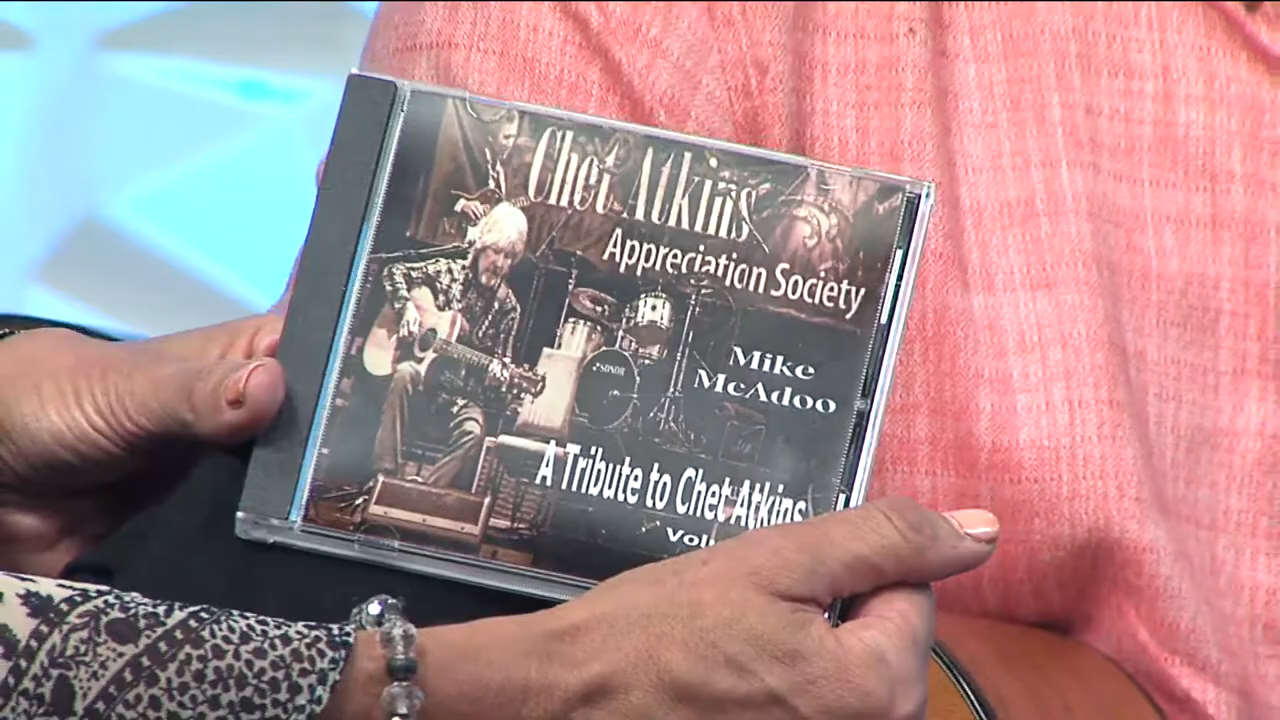 Chet Atkins
Appreciation Society
Mike
McAdoo
SONOR
A Tribute to Chet Atkins